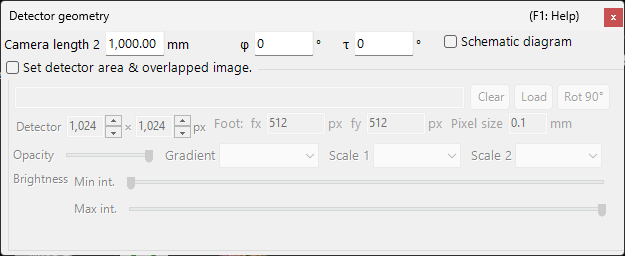 Detector geometry (F1: Help) x
Camera length 2 1,000.00 mm φ 0 ° τ 0 ° Schematic diagram
Set detector area & overlapped image.
Clear Load Rot 90°
Detector 1,024 × 1,024 px Foot: fx 512 px fy 512 px Pixel size 0.1 mm
Opacity Gradient Scale 1 Scale 2
Brightness Min int.
Max int.